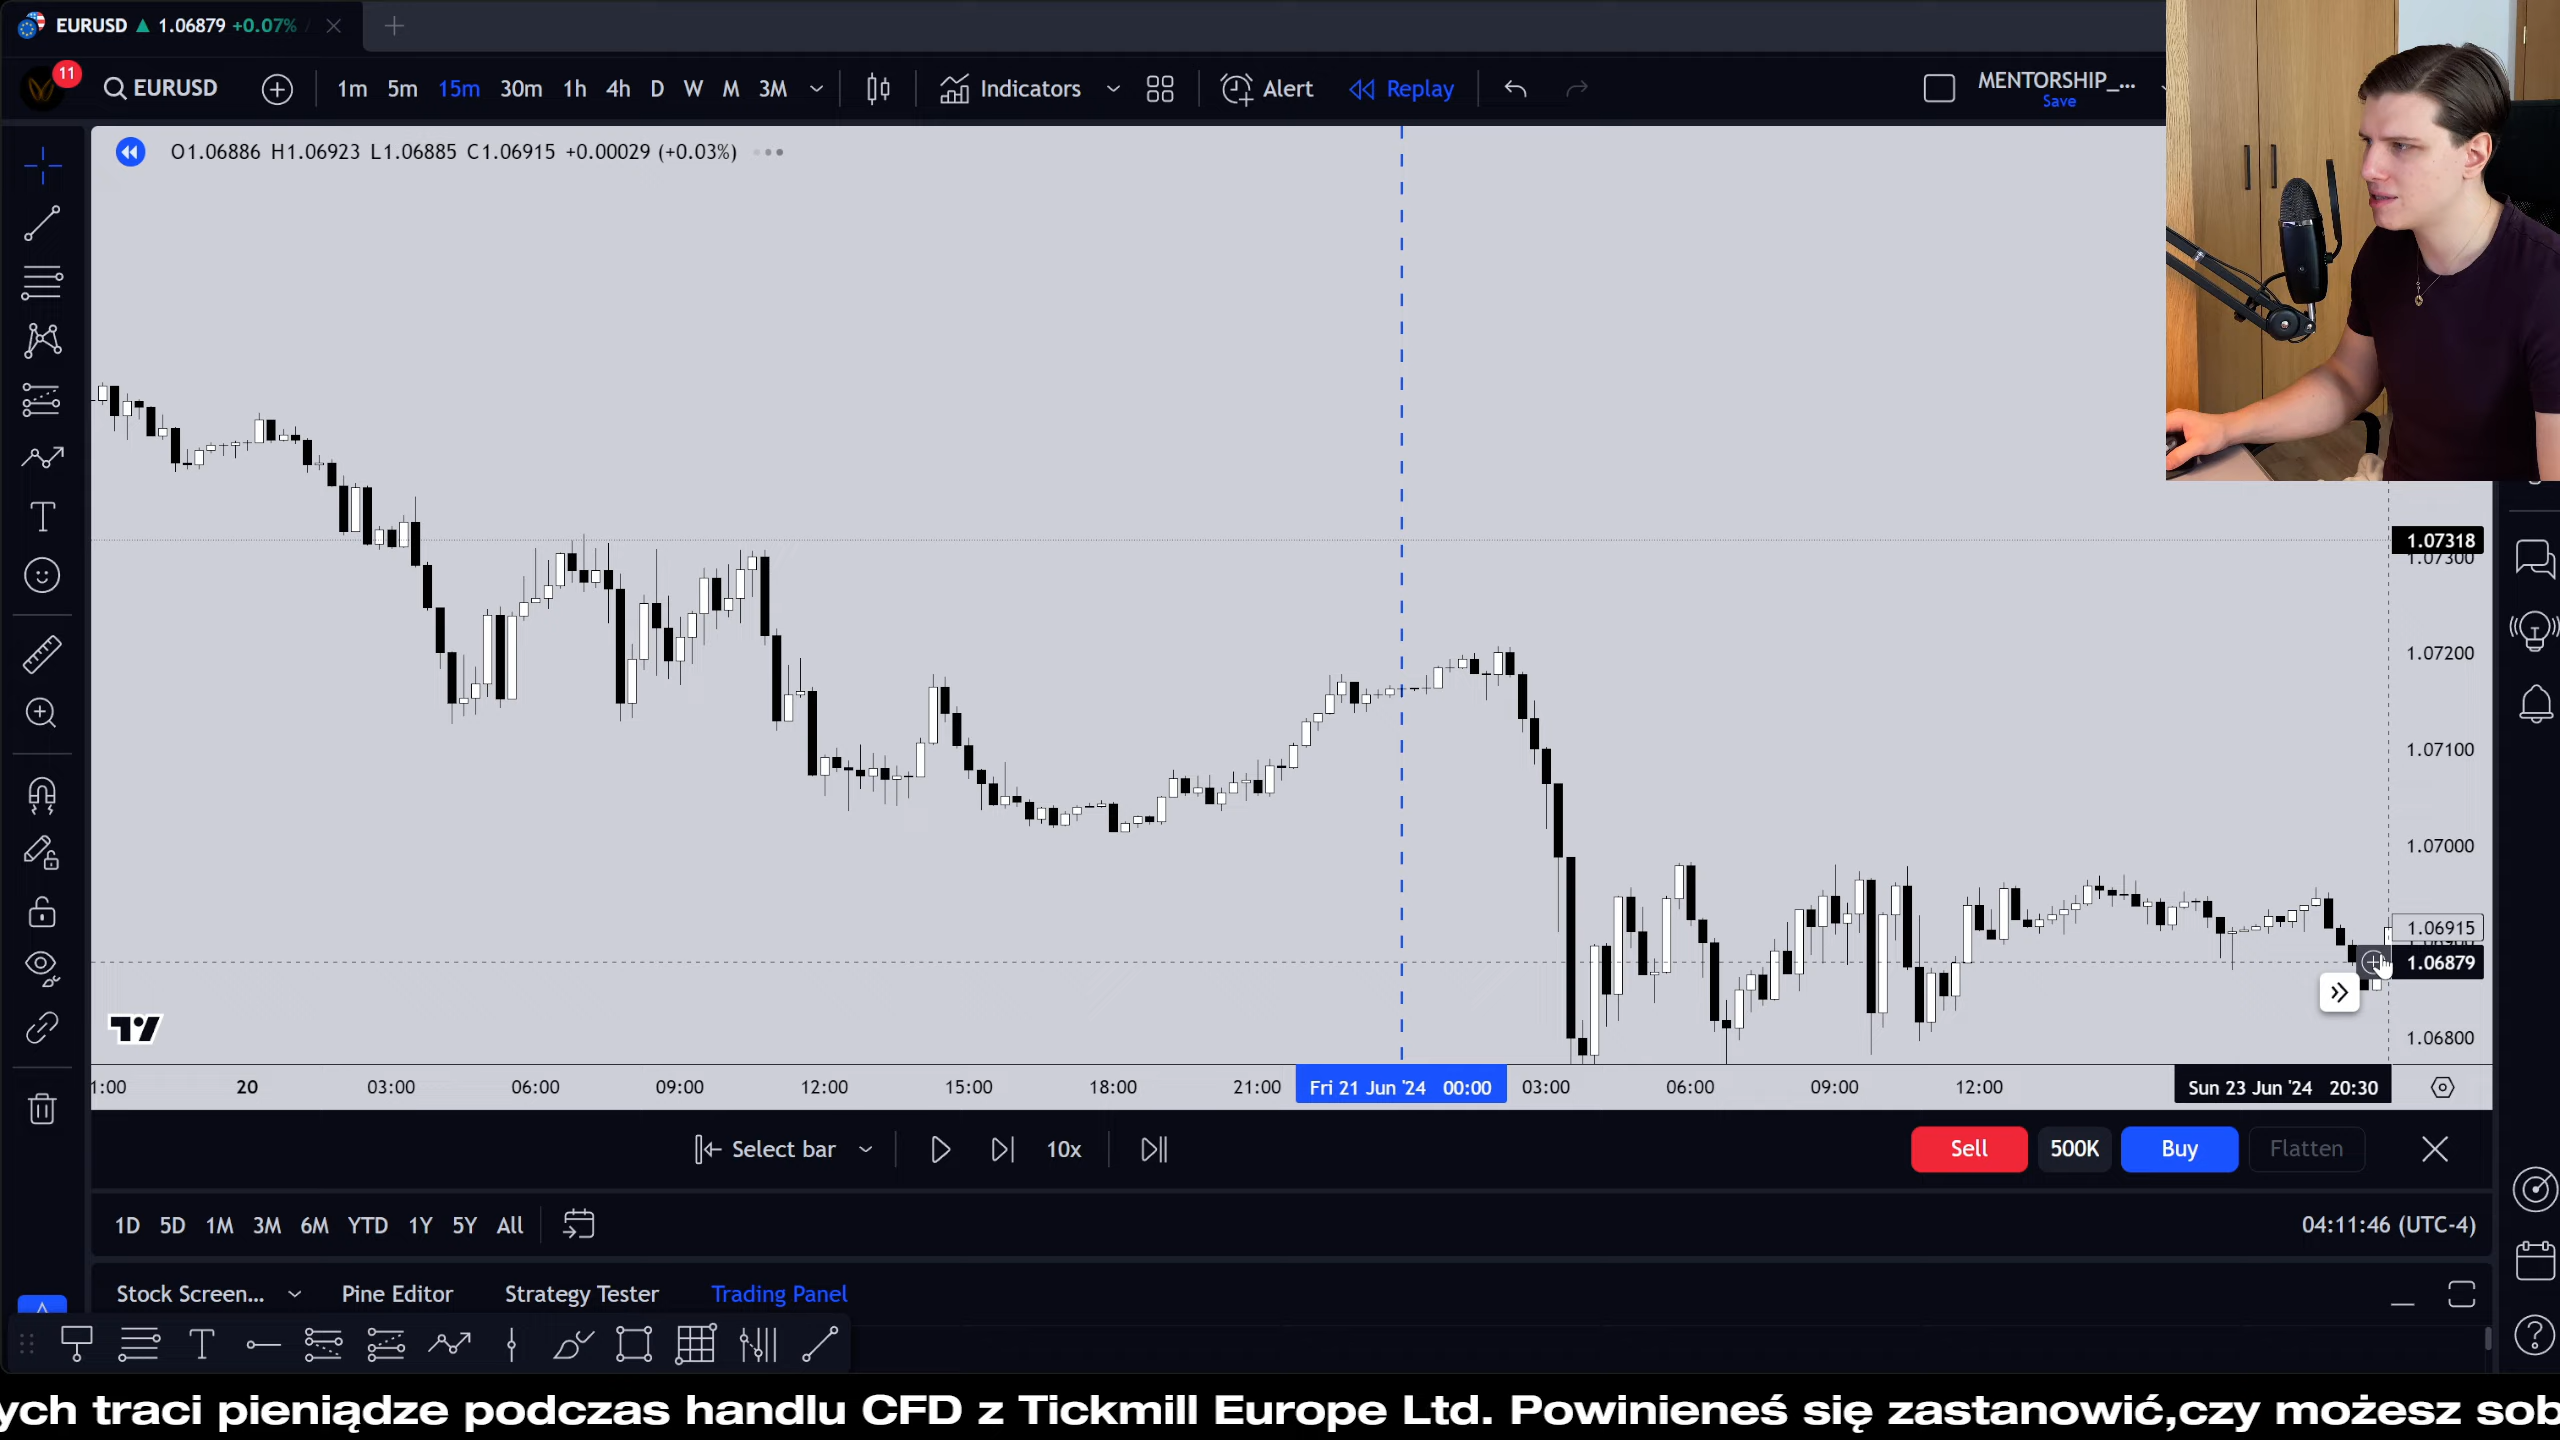 EURUSD ▲ 1.06879 +0.07%
11
EURUSD
1m 5m 15m 30m 1h 4h D W M 3M
Indicators
Alert
Replay
MENTORSHIP_...
Save
O1.06886 H1.06923 L1.06885 C1.06915 +0.00029 (+0.03%)
1.07318
1.07300
1.07200
1.07100
1.07000
1.06915
1.06879
1.06800
1:00 20 03:00 06:00 09:00 12:00 15:00 18:00 21:00 Fri 21 Jun '24 00:00 03:00 06:00 09:00 12:00 Sun 23 Jun '24 20:30
Select bar
10x
Sell 500K Buy Flatten
1D 5D 1M 3M 6M YTD 1Y 5Y All
04:11:46 (UTC-4)
Stock Screen... Pine Editor Strategy Tester Trading Panel
ych traci pieniądze podczas handlu CFD z Tickmill Europe Ltd. Powinieneś się zastanowić,czy możesz sob